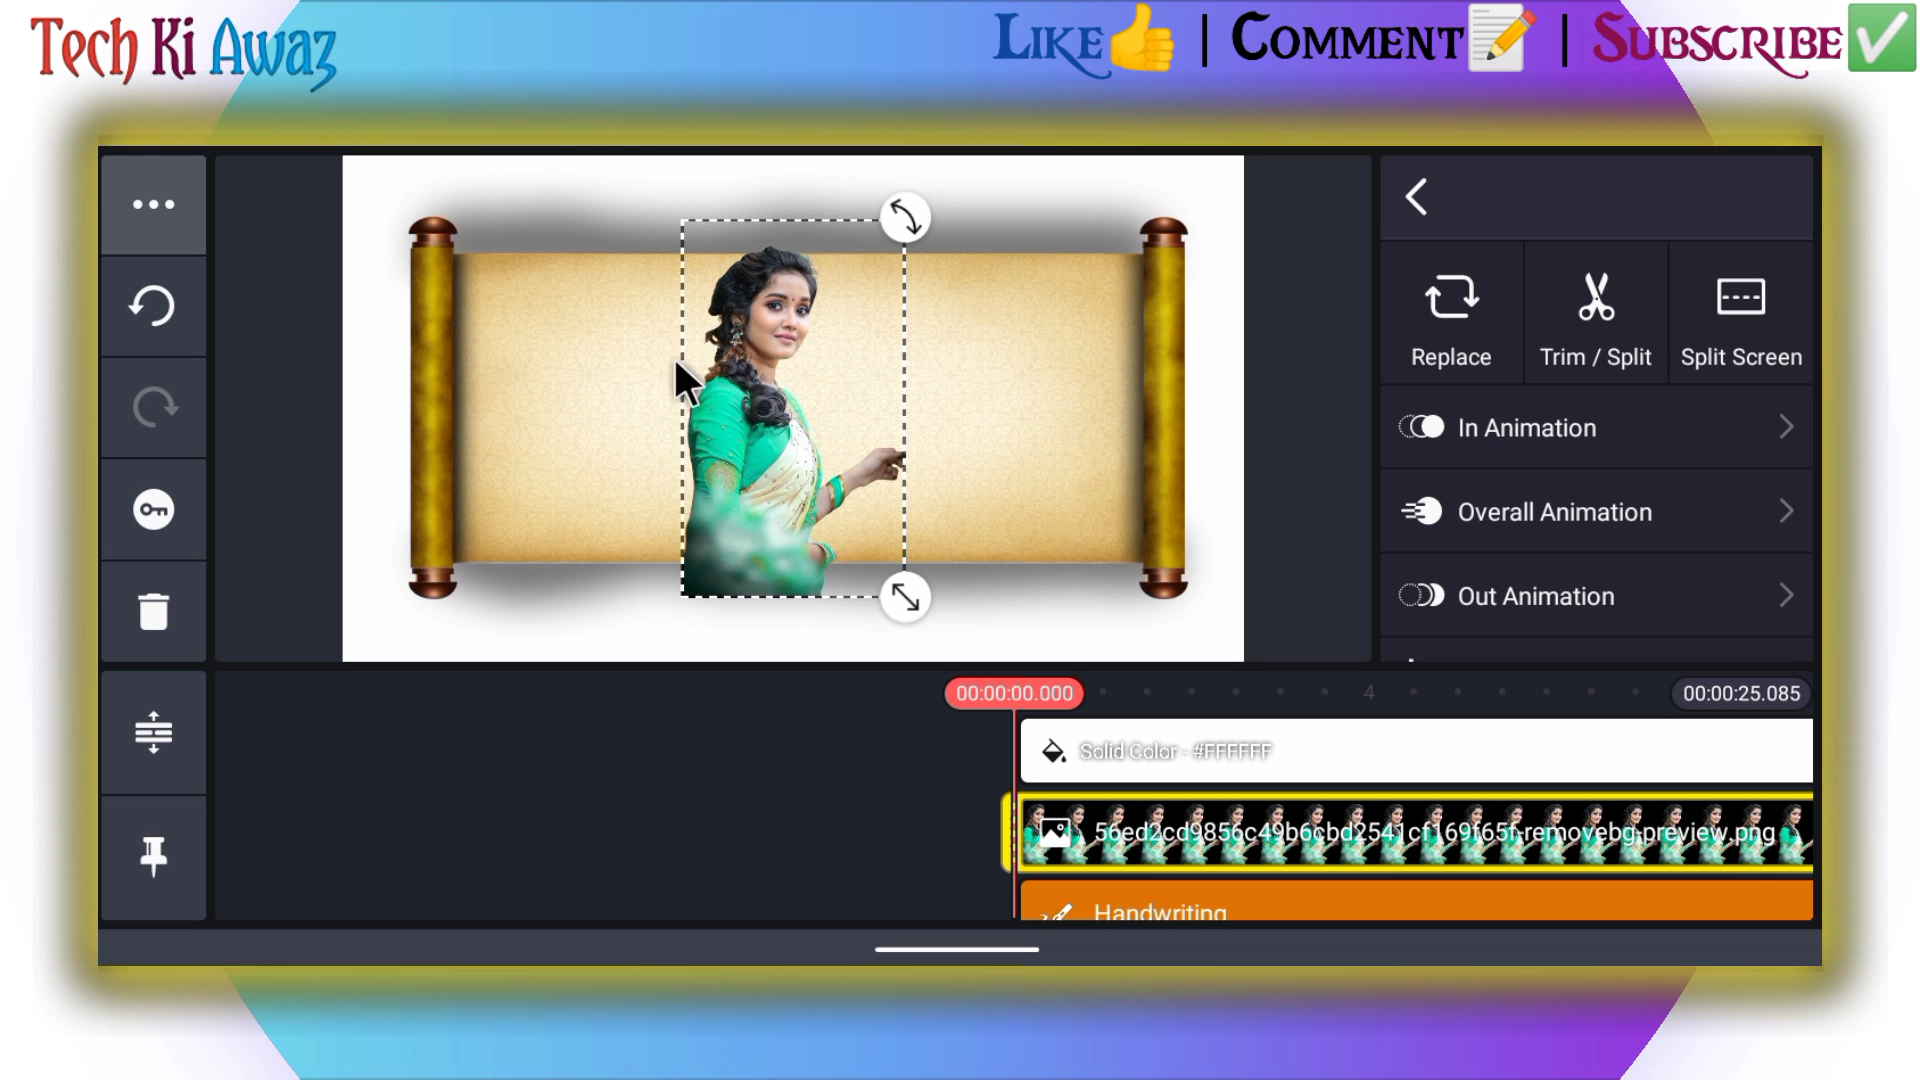 Tech Ki Awaz
Like | Comment | Subscribe
Replace
Trim / Split
Split Screen
In Animation
Overall Animation
Out Animation
00:00:00.000
4
00:00:25.085
Solid Color - #FFFFFF
56ed2cd9856c49b6cbd2541cf169f65f-removebg-preview.png
Handwriting